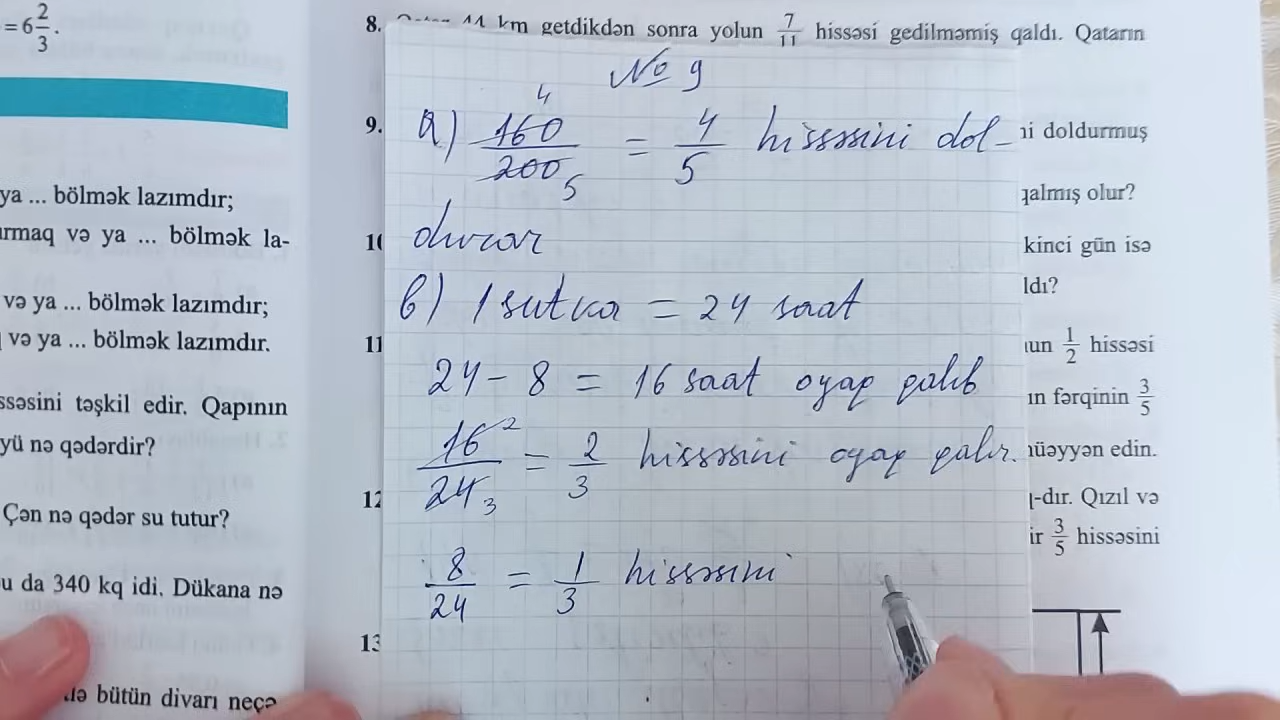 = 6 2/3.
ya ... bölmək lazımdır;
rmaq və ya ... bölmək la-
və ya ... bölmək lazımdır;
və ya ... bölmək lazımdır.
ssəsini təşkil edir. Qapının
yü nə qədərdir?
Çən nə qədər su tutur?
u da 340 kq idi. Dükana nə
də bütün divarı neçə
8. km getdikdən sonra yolun 7/11 hissəsi gedilməmiş qaldı. Qatarın
9.
ni doldurmuş
qalmış olur?
10
kinci gün isə
ldı?
11
un 1/2 hissəsi
ın fərqinin 3/5
müəyyən edin.
12
-dır. Qızıl və
ir 3/5 hissəsini
13
№ 9
a) 160/200 4 5 = 4/5 hissəsini dol-
durar
b) 1 sutka = 24 saat
24 - 8 = 16 saat oyaq qalıb
16/24 2 3 = 2/3 hissəsini oyaq qalır.
8/24 = 1/3 hissəsini